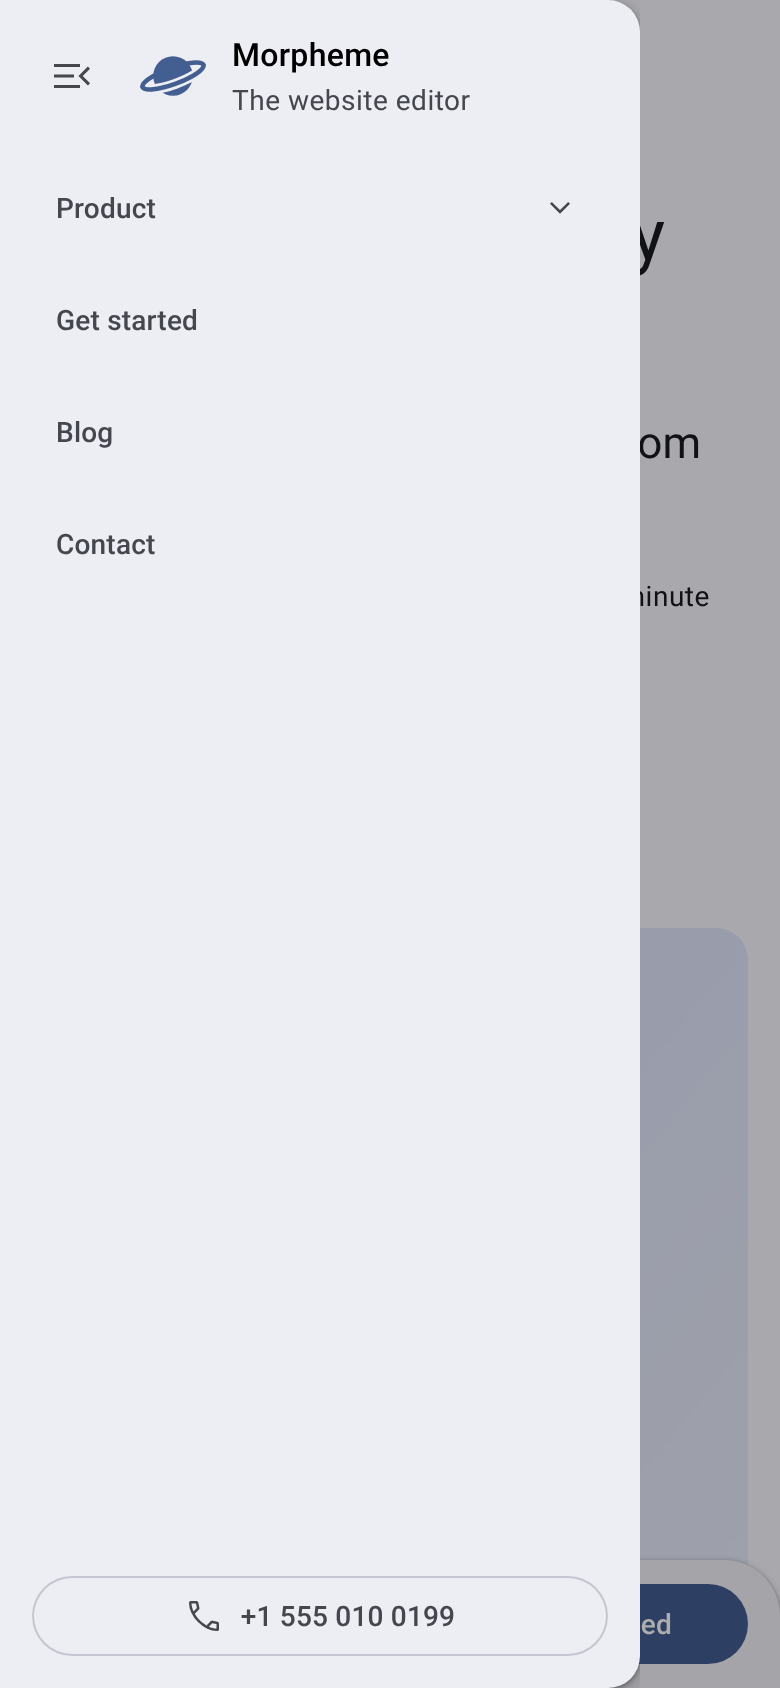 Morpheme
The website editor
Product
Get started
Blog
Contact
+1 555 010 0199